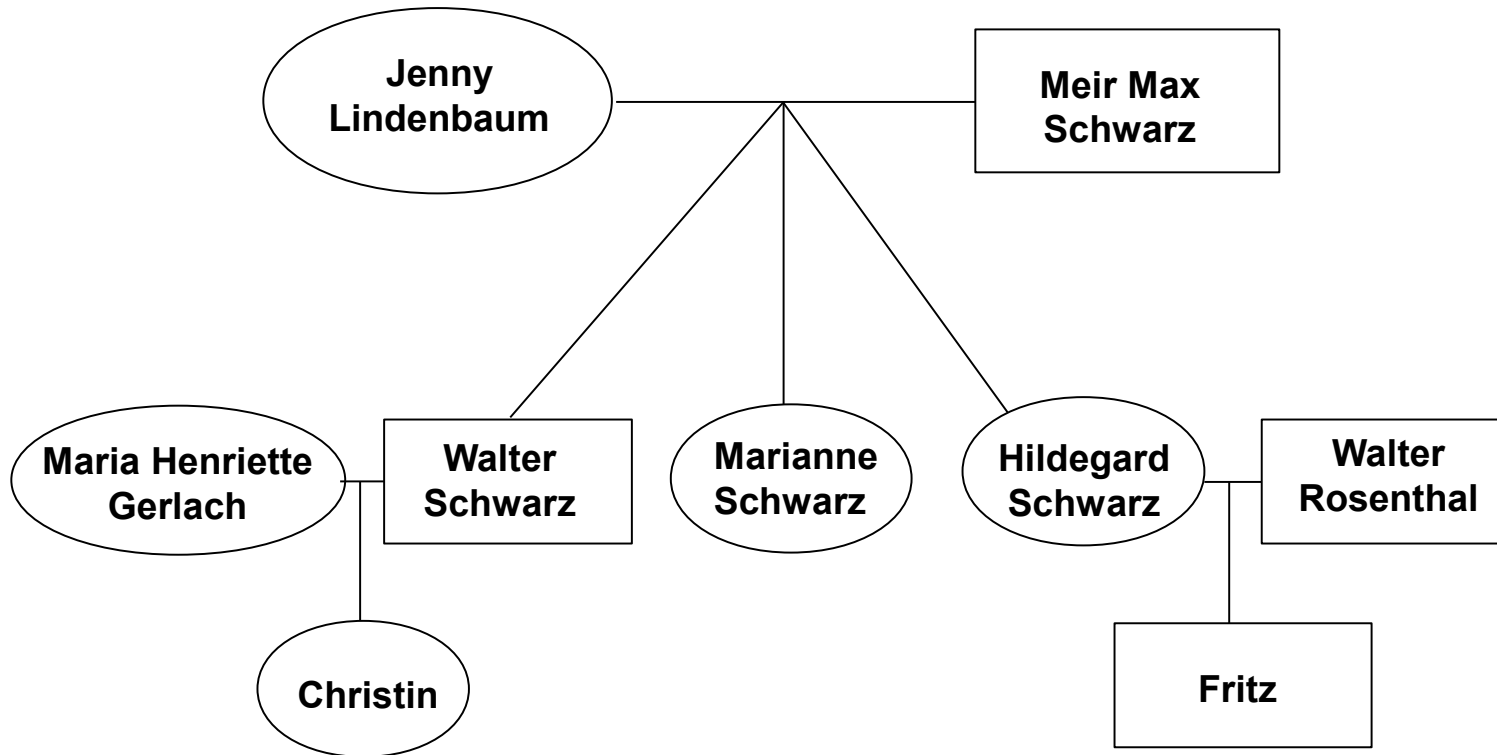 Jenny
Lindenbaum
Meir Max
Schwarz
Maria Henriette
Gerlach
Walter
Schwarz
Marianne
Schwarz
Hildegard
Schwarz
Walter
Rosenthal
Christin
Fritz